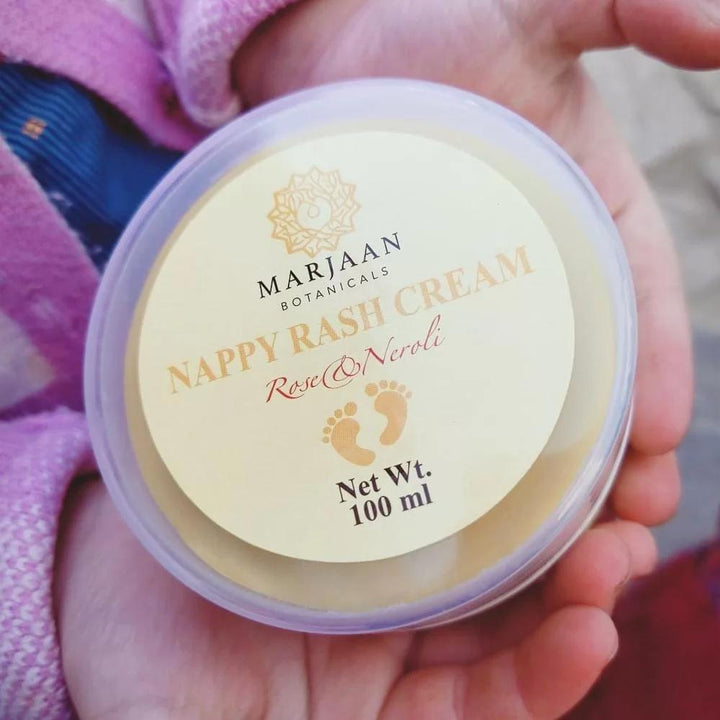 MARJAAN
BOTANICALS
NAPPY RASH CREAM
Rose & Neroli
Net Wt.
100 ml